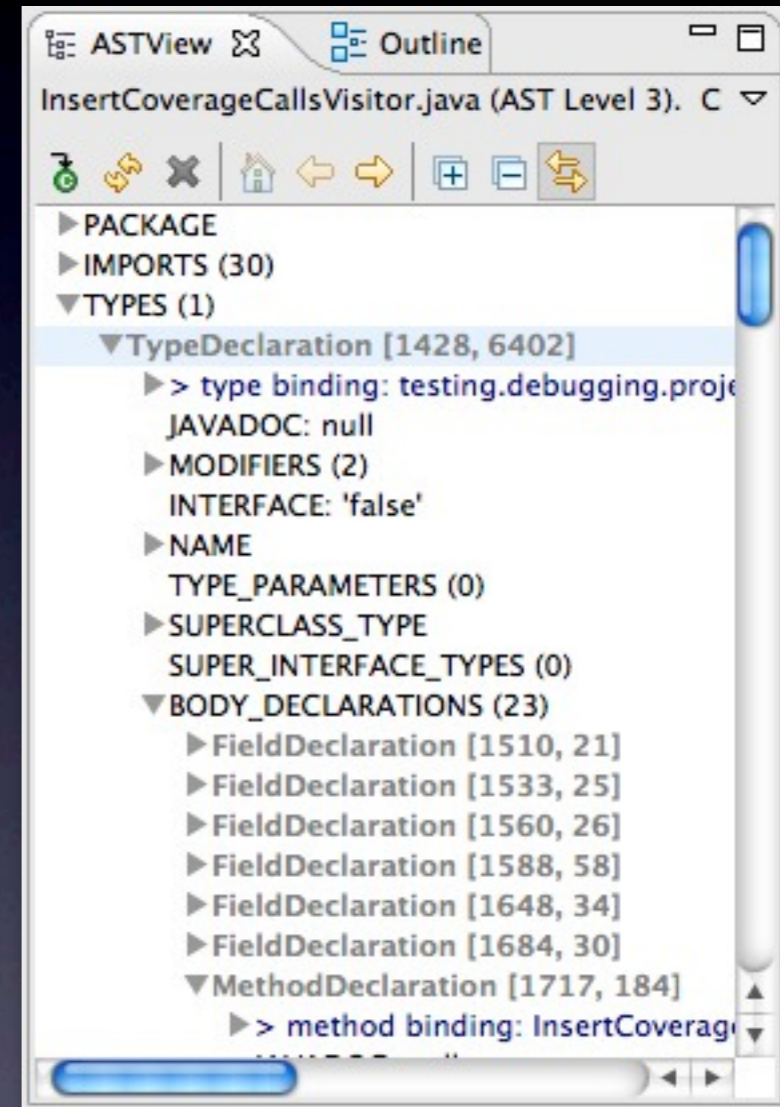 ASTView Outline
InsertCoverageCallsVisitor.java (AST Level 3). C
PACKAGE
IMPORTS (30)
TYPES (1)
TypeDeclaration [1428, 6402]
> type binding: testing.debugging.proje
JAVADOC: null
MODIFIERS (2)
INTERFACE: 'false'
NAME
TYPE_PARAMETERS (0)
SUPERCLASS_TYPE
SUPER_INTERFACE_TYPES (0)
BODY_DECLARATIONS (23)
FieldDeclaration [1510, 21]
FieldDeclaration [1533, 25]
FieldDeclaration [1560, 26]
FieldDeclaration [1588, 58]
FieldDeclaration [1648, 34]
FieldDeclaration [1684, 30]
MethodDeclaration [1717, 184]
> method binding: InsertCoverag